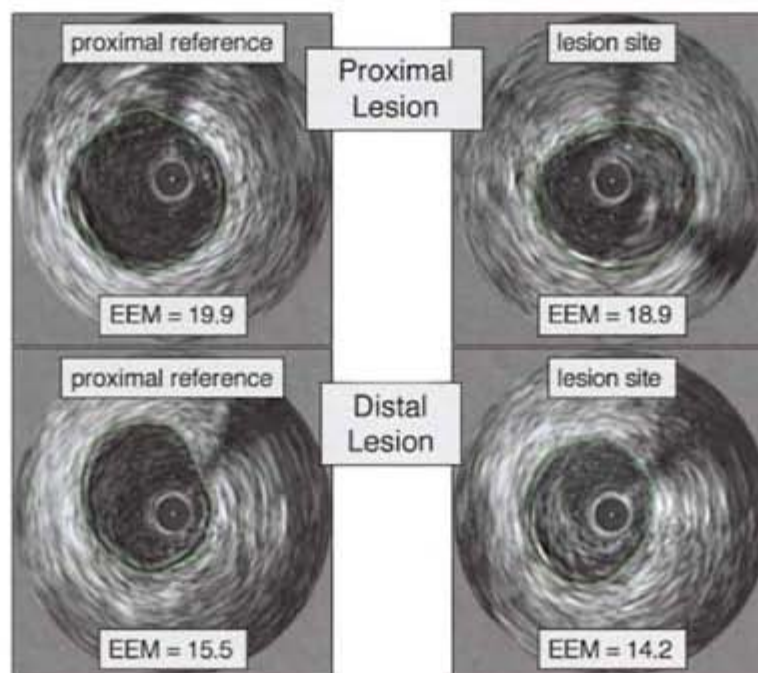 proximal reference
Proximal
Lesion
lesion site
EEM = 19.9
EEM = 18.9
proximal reference
Distal
Lesion
lesion site
EEM = 15.5
EEM = 14.2